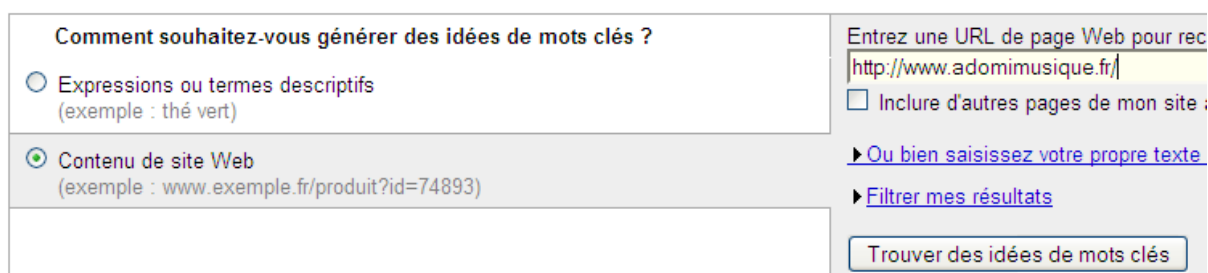 Comment souhaitez-vous générer des idées de mots clés ?
Expressions ou termes descriptifs
(exemple : thé vert)
Contenu de site Web
(exemple : www.exemple.fr/produit?id=74893)
Entrez une URL de page Web pour rec
http://www.adomimusique.fr/
Inclure d'autres pages de mon site
Ou bien saisissez votre propre texte
Filtrer mes résultats
Trouver des idées de mots clés